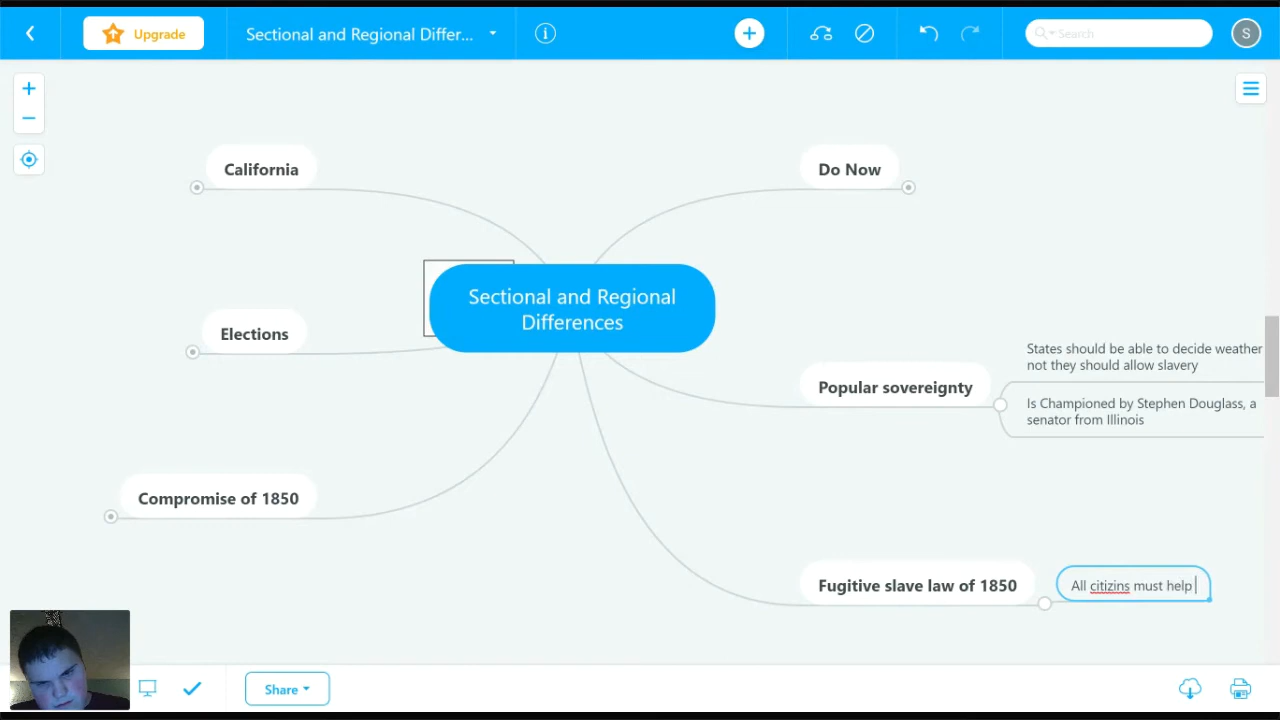 Upgrade
Sectional and Regional Differ...
Search
S
California
Do Now
Sectional and Regional
Differences
Elections
States should be able to decide weather
not they should allow slavery
Popular sovereignty
Is Championed by Stephen Douglass, a
senator from Illinois
Compromise of 1850
Fugitive slave law of 1850
All citizins must help
Share